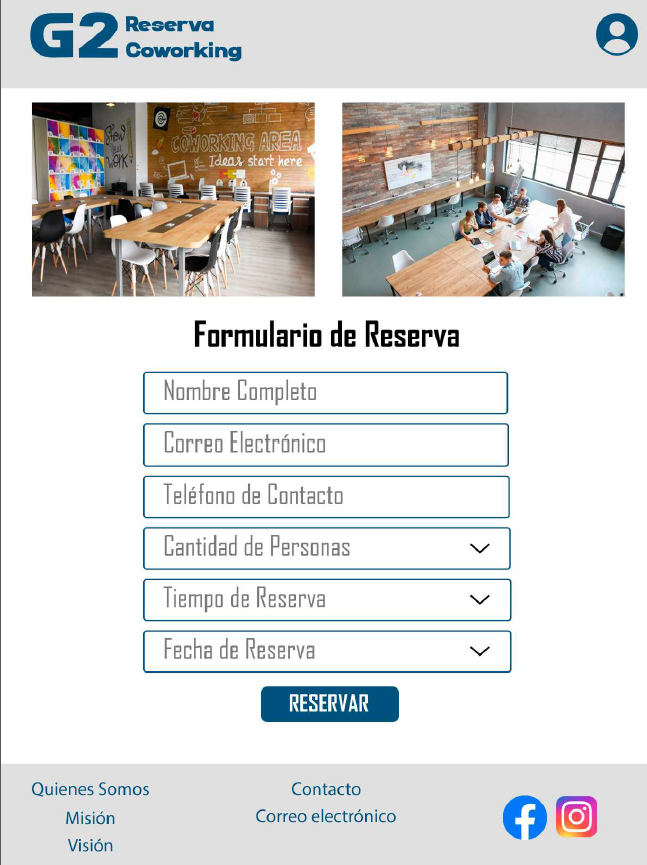 G2 Reserva
Coworking
COWORKING AREA
Ideas start here
Formulario de Reserva
Nombre Completo
Correo Electrónico
Teléfono de Contacto
Cantidad de Personas
Tiempo de Reserva
Fecha de Reserva
RESERVAR
Quienes Somos
Misión
Visión
Contacto
Correo electrónico